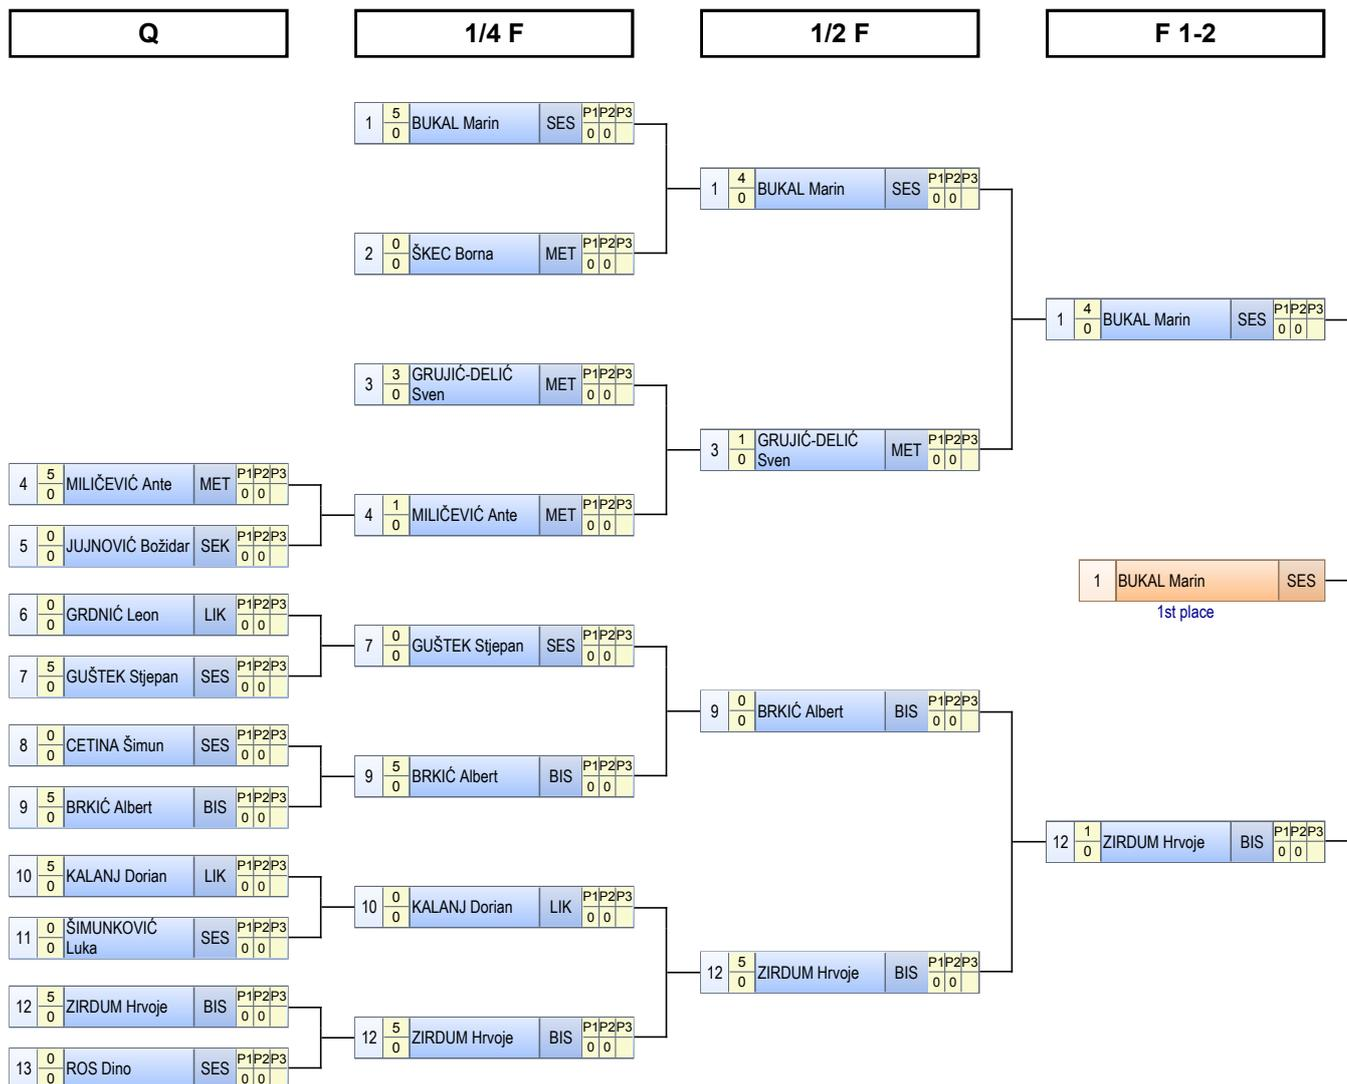 Q
1/4 F
1/2 F
F 1-2
1 5 0 BUKAL Marin SES P1 P2 P3 0 0
2 0 0 ŠKEC Borna MET P1 P2 P3 0 0
3 3 0 GRUJIĆ-DELIĆ
Sven MET P1 P2 P3 0 0
4 1 0 MILIČEVIĆ Ante MET P1 P2 P3 0 0
4 5 0 MILIČEVIĆ Ante MET P1 P2 P3 0 0
5 0 0 JUJNOVIĆ Božidar SEK P1 P2 P3 0 0
6 0 0 GRDNIĆ Leon LIK P1 P2 P3 0 0
7 5 0 GUŠTEK Stjepan SES P1 P2 P3 0 0
7 0 0 GUŠTEK Stjepan SES P1 P2 P3 0 0
8 0 0 CETINA Šimun SES P1 P2 P3 0 0
9 5 0 BRKIĆ Albert BIS P1 P2 P3 0 0
9 5 0 BRKIĆ Albert BIS P1 P2 P3 0 0
10 5 0 KALANJ Dorian LIK P1 P2 P3 0 0
11 0 0 ŠIMUNKOVIĆ
Luka SES P1 P2 P3 0 0
10 0 0 KALANJ Dorian LIK P1 P2 P3 0 0
12 5 0 ZIRDUM Hrvoje BIS P1 P2 P3 0 0
13 0 0 ROS Dino SES P1 P2 P3 0 0
12 5 0 ZIRDUM Hrvoje BIS P1 P2 P3 0 0
1 4 0 BUKAL Marin SES P1 P2 P3 0 0
3 1 0 GRUJIĆ-DELIĆ
Sven MET P1 P2 P3 0 0
9 0 0 BRKIĆ Albert BIS P1 P2 P3 0 0
12 5 0 ZIRDUM Hrvoje BIS P1 P2 P3 0 0
1 4 0 BUKAL Marin SES P1 P2 P3 0 0
1 BUKAL Marin SES
1st place
12 1 0 ZIRDUM Hrvoje BIS P1 P2 P3 0 0